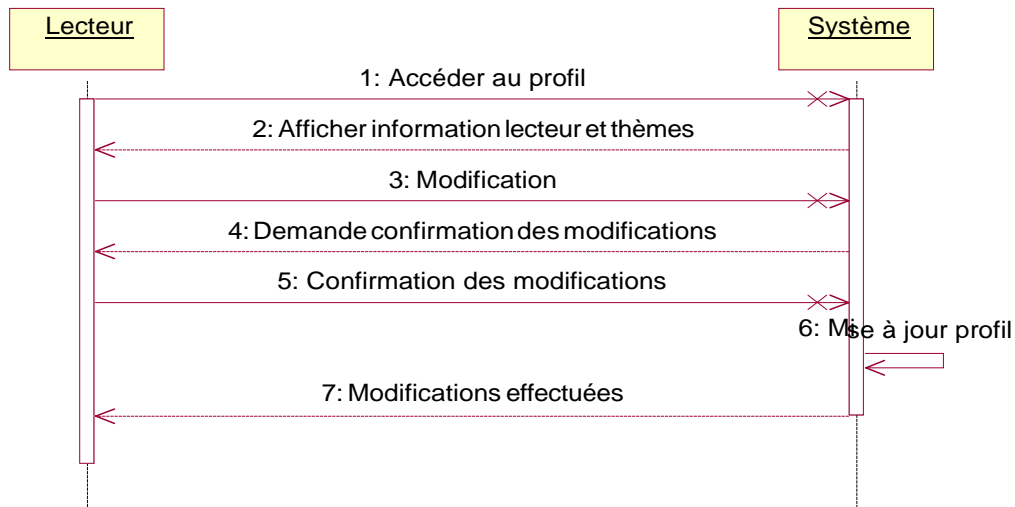 Lecteur
Système
1: Accéder au profil
2: Afficher information lecteur et thèmes
3: Modification
4: Demande confirmation des modifications
5: Confirmation des modifications
6: Mise à jour profil
7: Modifications effectuées